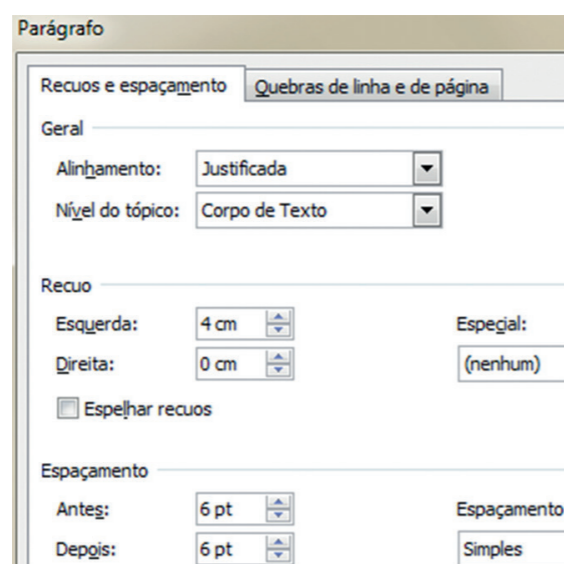 Parágrafo
Recuos e espaçamento Quebras de linha e de página
Geral
Alinhamento: Justificada
Nível do tópico: Corpo de Texto
Recuo
Esquerda: 4 cm Especial:
Direita: 0 cm (nenhum)
Espelhar recuos
Espaçamento
Antes: 6 pt Espaçamento
Depois: 6 pt Simples